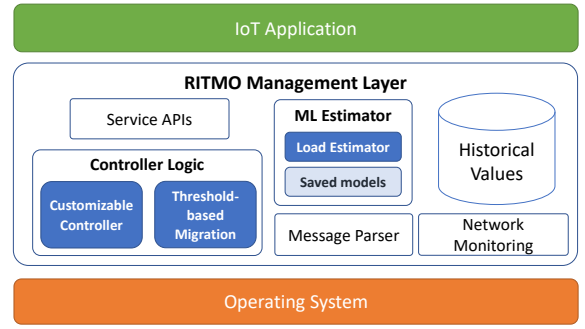 IoT Application
RITMO Management Layer
Service APIs
Controller Logic
Customizable
Controller
Threshold-
based
Migration
ML Estimator
Load Estimator
Saved models
Historical
Values
Message Parser
Network
Monitoring
Operating System